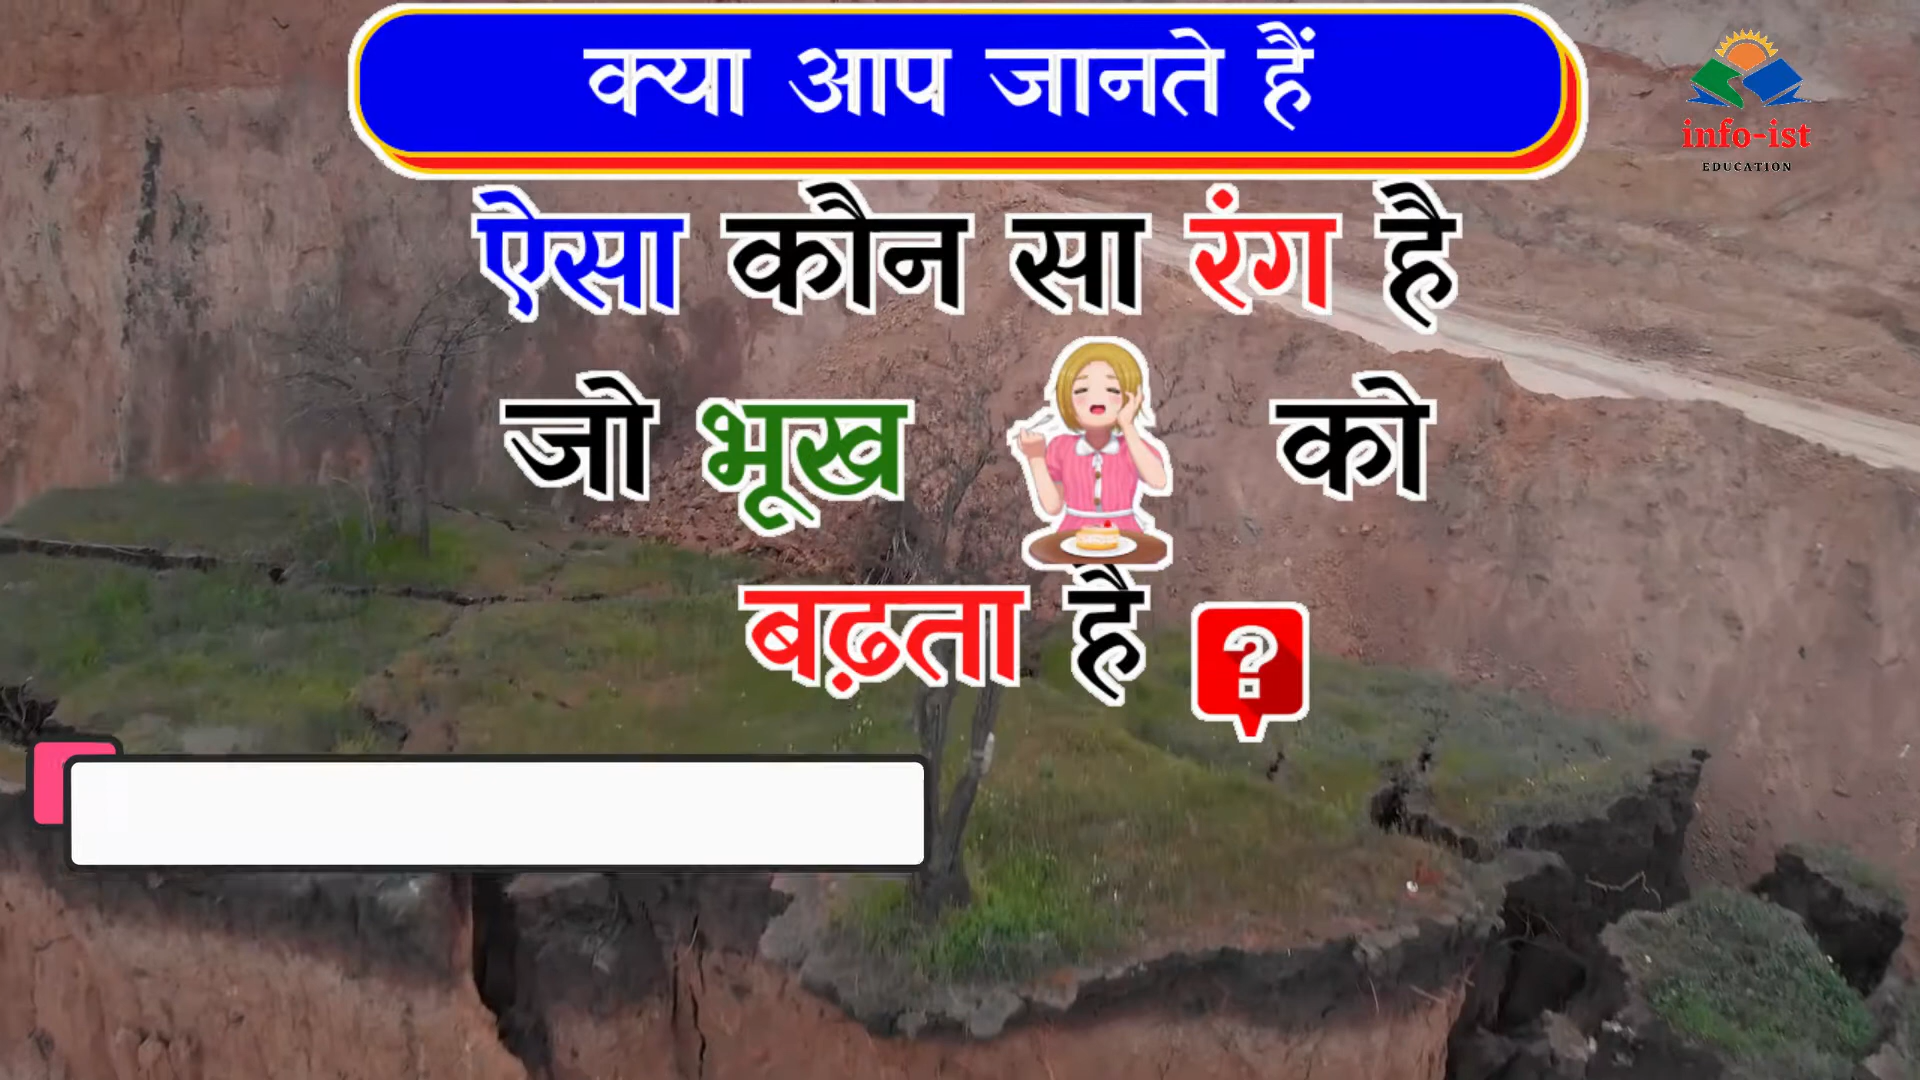 क्या आप जानते हैं
info-ist
EDUCATION
ऐसा कौन सा रंग है
जो भूख को
बढ़ता है ?